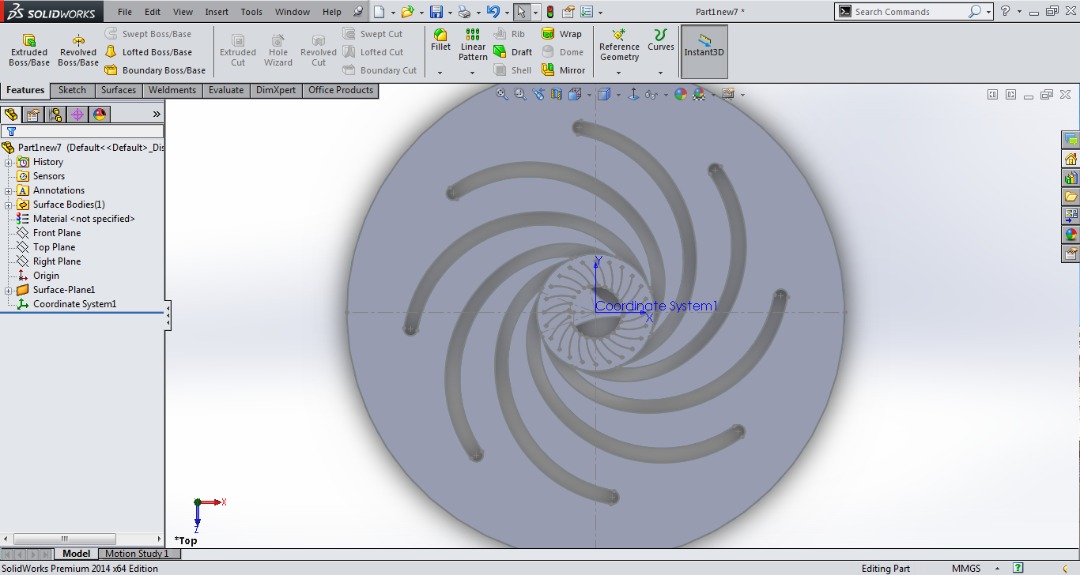 SOLIDWORKS File Edit View Insert Tools Window Help Part1new7 * Search Commands
Extruded Boss/Base
Revolved Boss/Base
Swept Boss/Base
Lofted Boss/Base
Boundary Boss/Base
Extruded Cut
Hole Wizard
Revolved Cut
Swept Cut
Lofted Cut
Boundary Cut
Fillet
Linear Pattern
Rib
Draft
Shell
Wrap
Dome
Mirror
Reference Geometry
Curves
Instant3D
Features Sketch Surfaces Weldments Evaluate DimXpert Office Products
Part1new7 (Default<<Default>_Dis
History
Sensors
Annotations
Surface Bodies(1)
Material <not specified>
Front Plane
Top Plane
Right Plane
Origin
Surface-Plane1
Coordinate System1
Y
Coordinate System1
X
X
Z
*Top
Model Motion Study 1
SolidWorks Premium 2014 x64 Edition Editing Part MMGS